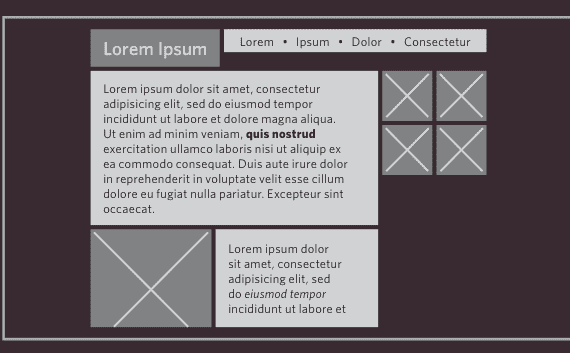 Lorem Ipsum
Lorem • Ipsum • Dolor • Consectetur
Lorem ipsum dolor sit amet, consectetur
adipisicing elit, sed do eiusmod tempor
incididunt ut labore et dolore magna aliqua.
Ut enim ad minim veniam, quis nostrud
exercitation ullamco laboris nisi ut aliquip ex
ea commodo consequat. Duis aute irure dolor
in reprehenderit in voluptate velit esse cillum
dolore eu fugiat nulla pariatur. Excepteur sint
occaecat.
Lorem ipsum dolor
sit amet, consectetur
adipisicing elit, sed
do eiusmod tempor
incididunt ut labore et